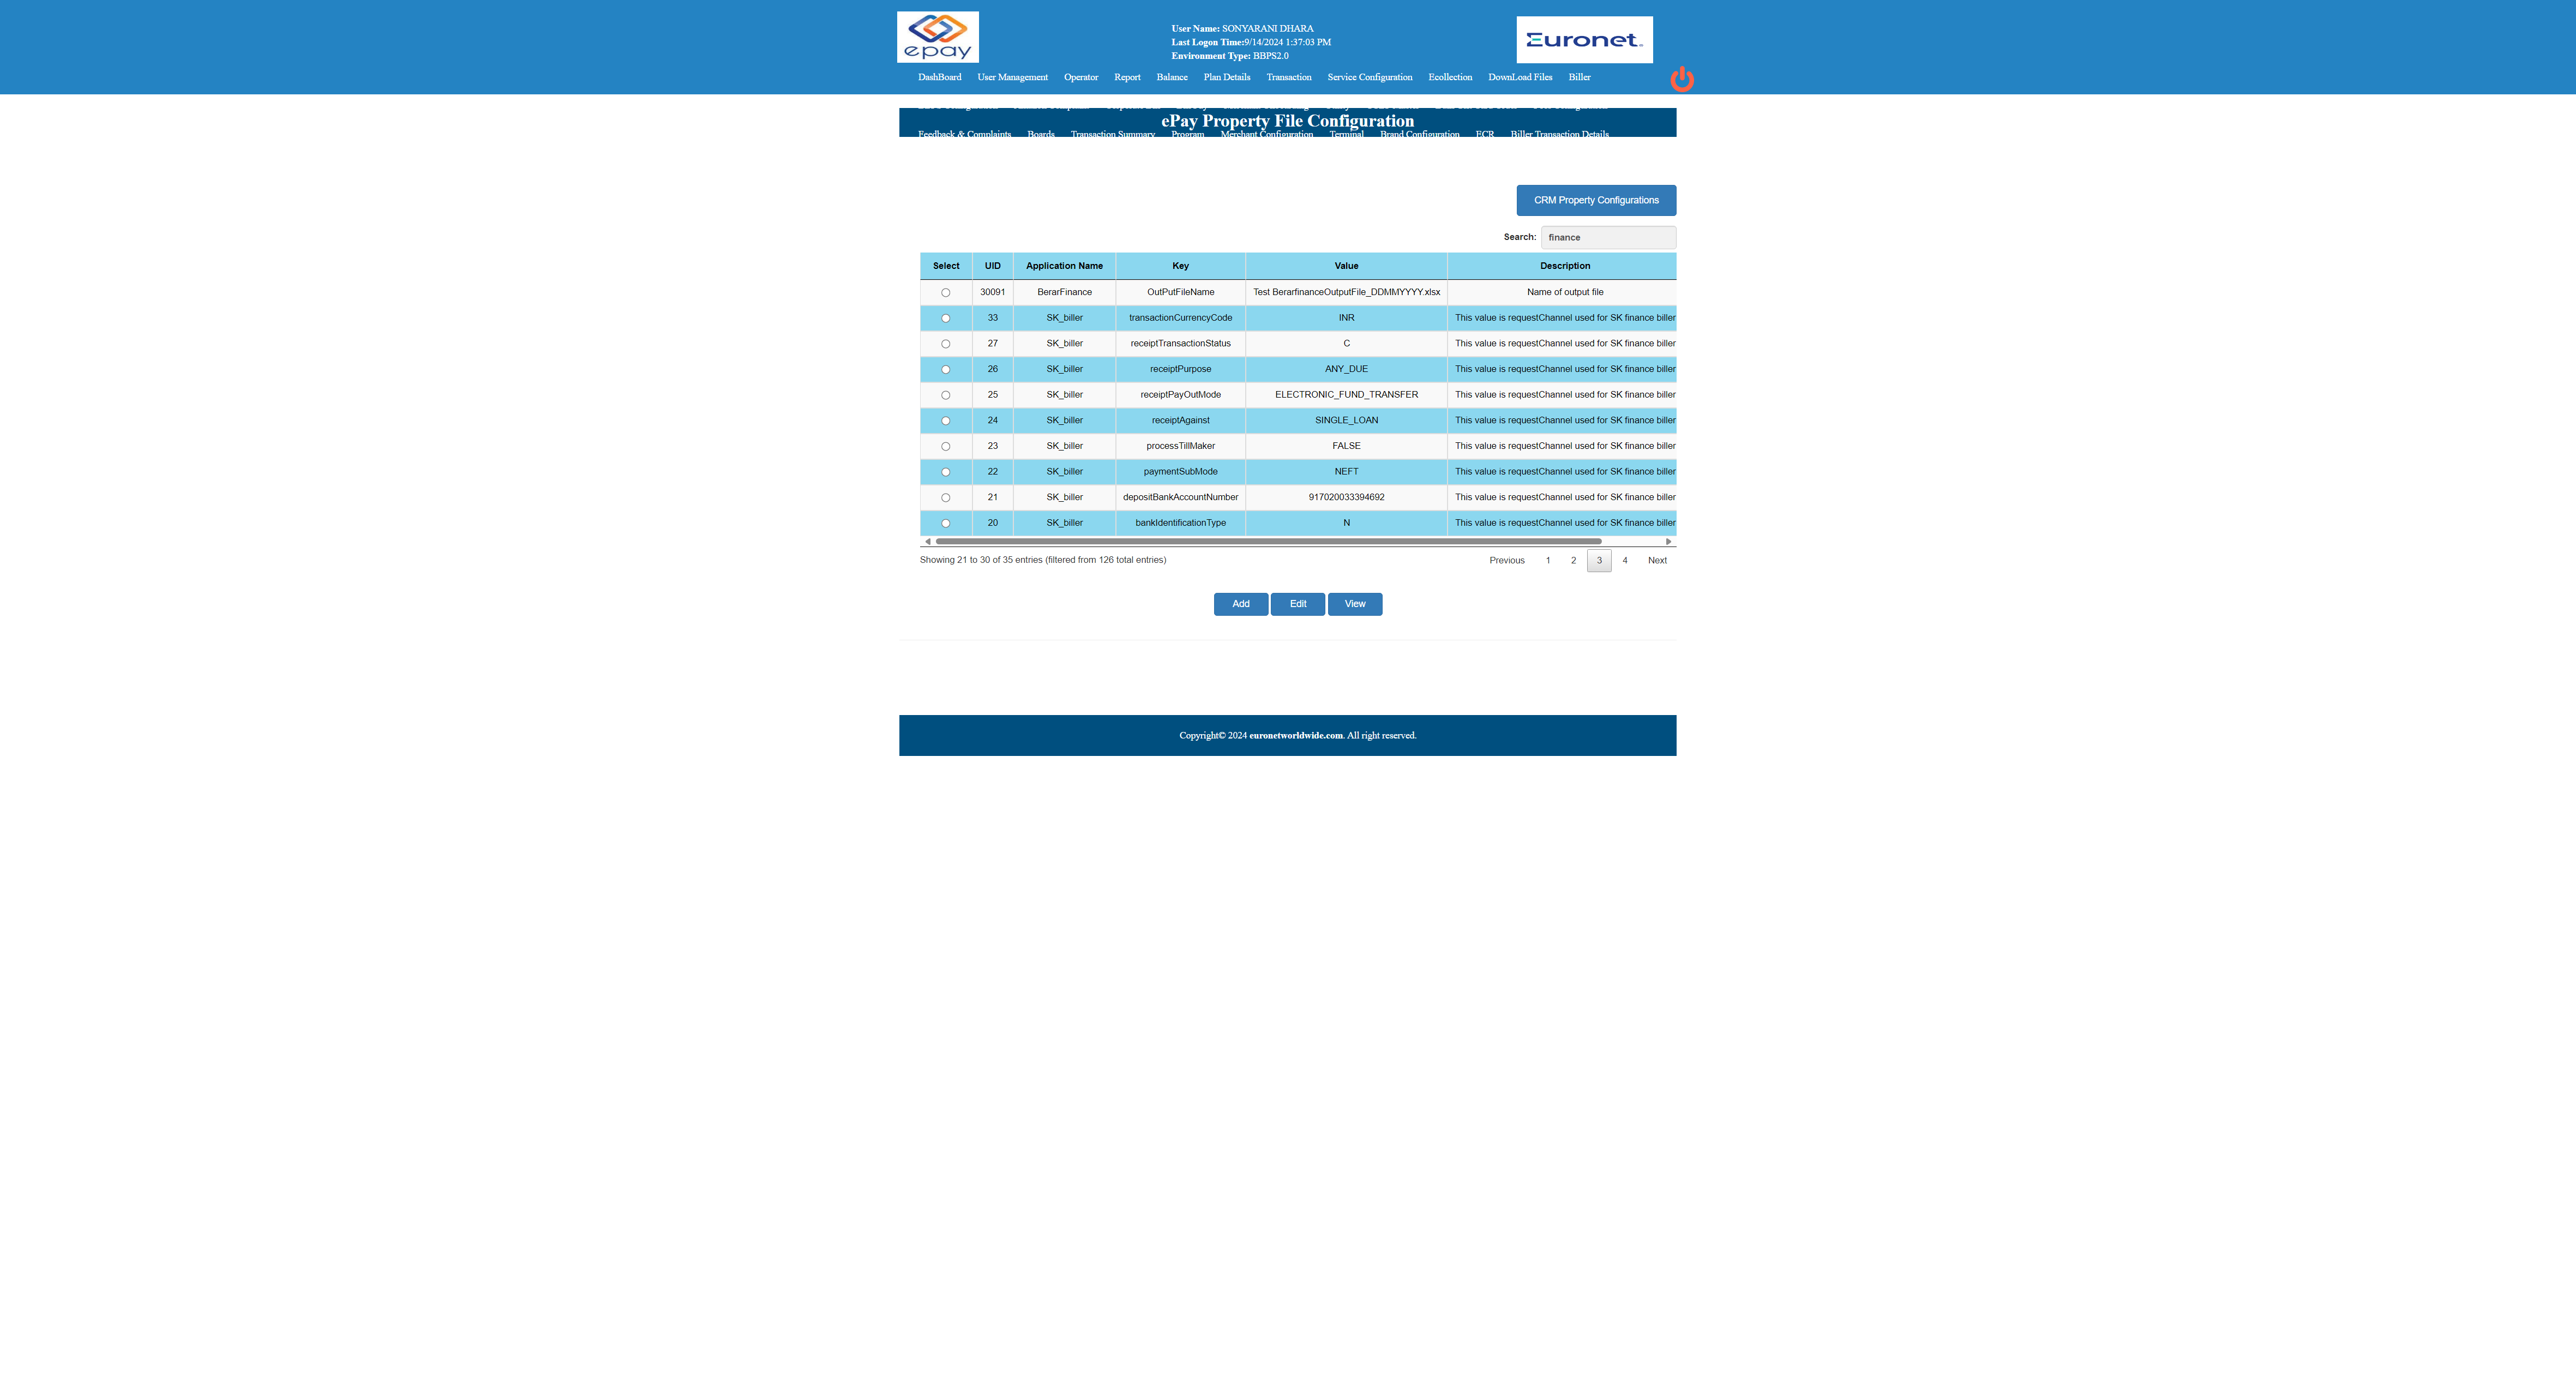 epay
User Name: SONYARANI DHARA
Last Logon Time:9/14/2024 1:37:03 PM
Environment Type: BBPS2.0
Euronet
DashBoard User Management Operator Report Balance Plan Details Transaction Service Configuration Ecollection DownLoad Files Biller
ePay Property File Configuration
Feedback & Complaints Boards Transaction Summary Program Merchant Configuration Terminal Brand Configuration ECR Biller Transaction Details
CRM Property Configurations
Search: finance
Select UID Application Name Key Value Description
30091 BerarFinance OutPutFileName Test BerarfinanceOutputFile_DDMMYYYY.xlsx Name of output file
33 SK_biller transactionCurrencyCode INR This value is requestChannel used for SK finance biller
27 SK_biller receiptTransactionStatus C This value is requestChannel used for SK finance biller
26 SK_biller receiptPurpose ANY_DUE This value is requestChannel used for SK finance biller
25 SK_biller receiptPayOutMode ELECTRONIC_FUND_TRANSFER This value is requestChannel used for SK finance biller
24 SK_biller receiptAgainst SINGLE_LOAN This value is requestChannel used for SK finance biller
23 SK_biller processTillMaker FALSE This value is requestChannel used for SK finance biller
22 SK_biller paymentSubMode NEFT This value is requestChannel used for SK finance biller
21 SK_biller depositBankAccountNumber 917020033394692 This value is requestChannel used for SK finance biller
20 SK_biller bankIdentificationType N This value is requestChannel used for SK finance biller
Showing 21 to 30 of 35 entries (filtered from 126 total entries) Previous 1 2 3 4 Next
Add Edit View
Copyright© 2024 euronetworldwide.com. All right reserved.